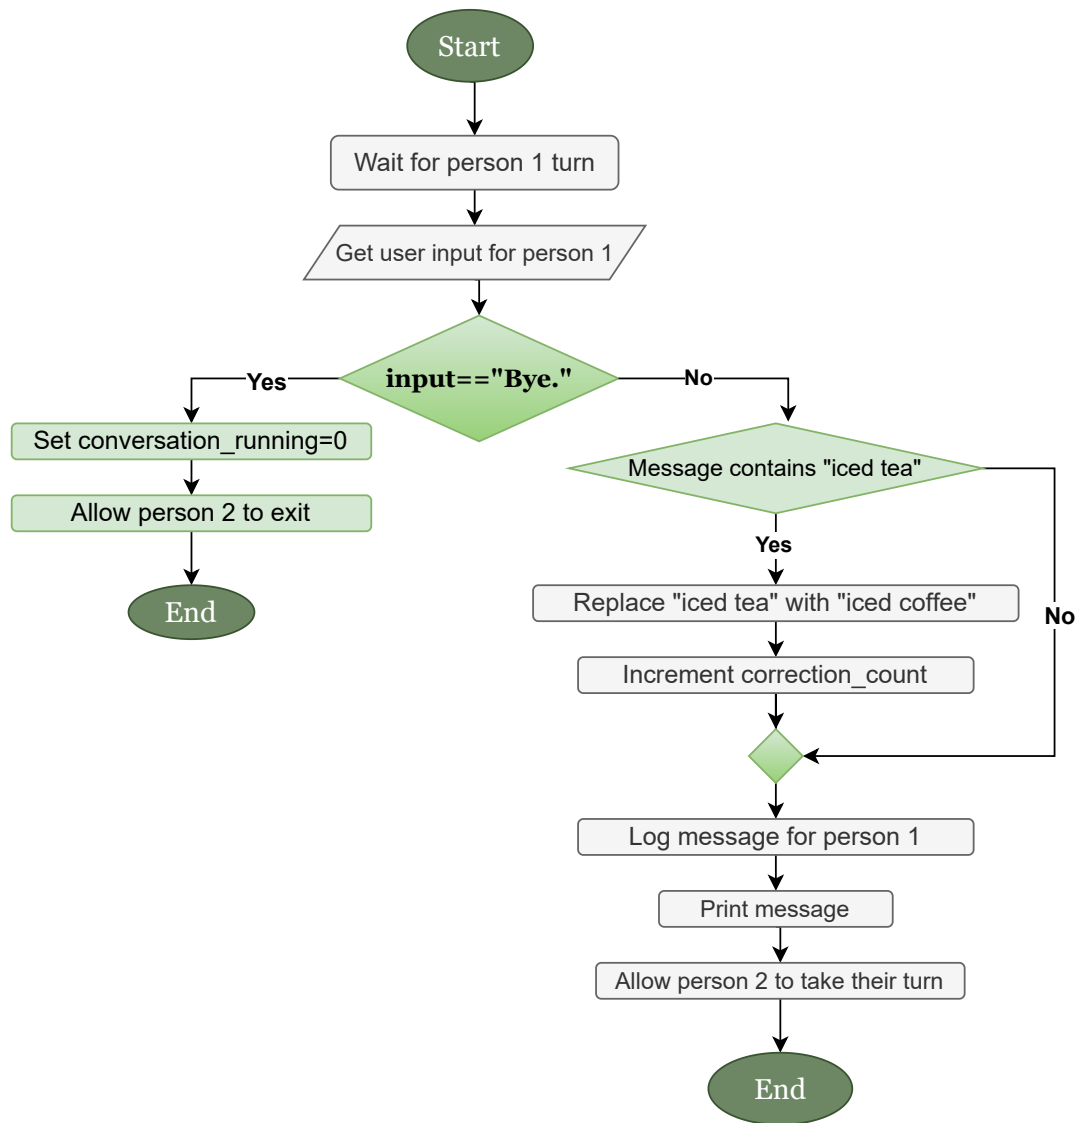 Start
Wait for person 1 turn
Get user input for person 1
input=="Bye."
Yes
No
Set conversation_running=0
Allow person 2 to exit
End
Message contains "iced tea"
Yes
No
Replace "iced tea" with "iced coffee"
Increment correction_count
Log message for person 1
Print message
Allow person 2 to take their turn
End